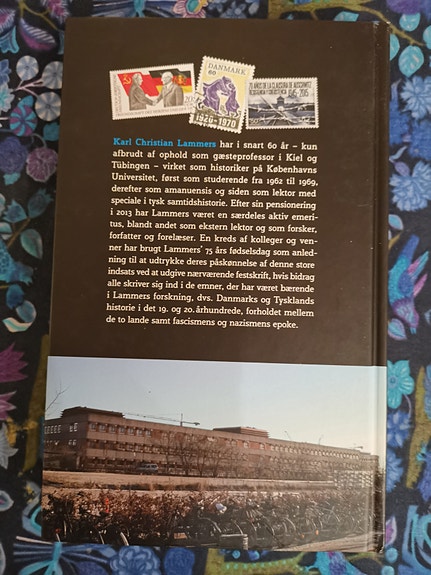 DANMARK
60
1920-1970
Karl Christian Lammers har i snart 60 år – kun
afbrudt af ophold som gæsteprofessor i Kiel og
Tübingen – virket som historiker på Københavns
Universitet, først som studerende fra 1962 til 1969,
derefter som amanuensis og siden som lektor med
speciale i tysk samtidshistorie. Efter sin pensionering
i 2013 har Lammers været en særdeles aktiv emeri-
tus, blandt andet som ekstern lektor og som forsker,
forfatter og forelæser. En kreds af kolleger og ven-
ner har brugt Lammers' 75 års fødselsdag som anled-
ning til at udtrykke deres påskønnelse af denne store
indsats ved at udgive nærværende festskrift, hvis bidrag
alle skriver sig ind i de emner, der har været bærende
i Lammers forskning, dvs. Danmarks og Tysklands
historie i det 19. og 20. århundrede, forholdet mellem
de to lande samt fascismens og nazismens epoke.